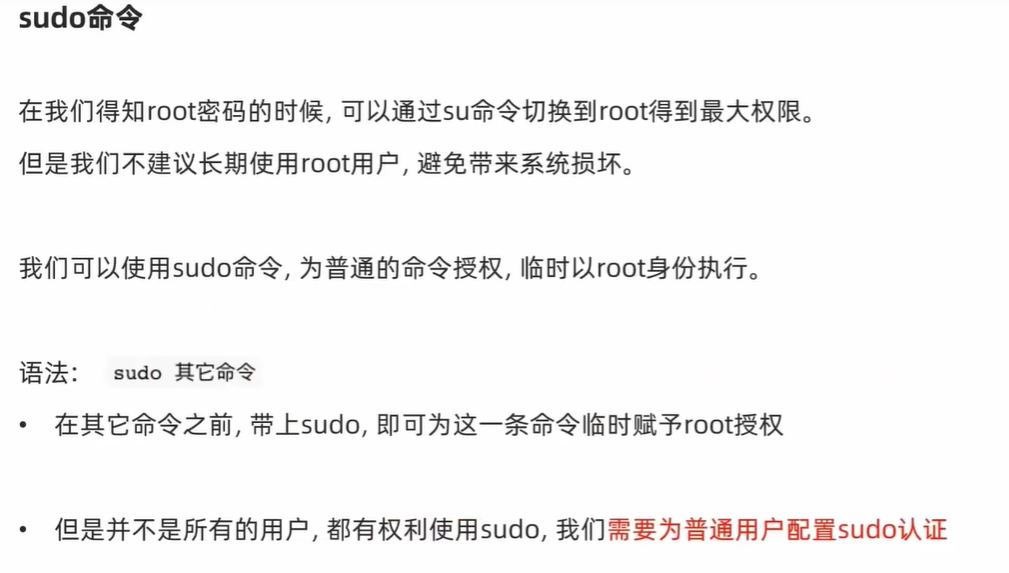 sudo命令
在我们得知root密码的时候, 可以通过su命令切换到root得到最大权限。
但是我们不建议长期使用root用户, 避免带来系统损坏。
我们可以使用sudo命令, 为普通的命令授权, 临时以root身份执行。
语法： sudo 其它命令
• 在其它命令之前, 带上sudo, 即可为这一条命令临时赋予root授权
• 但是并不是所有的用户, 都有权利使用sudo, 我们需要为普通用户配置sudo认证